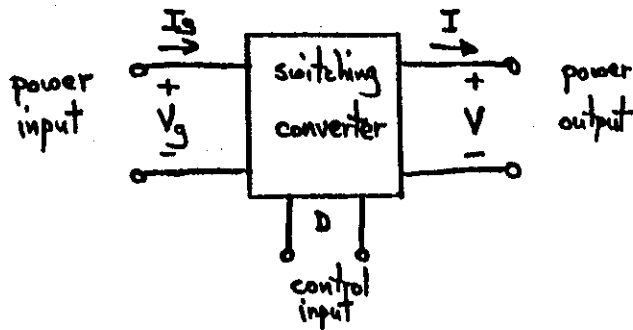 Ig
I
power
input
+
Vg
-
switching
converter
+
V
-
power
output
D
control
input